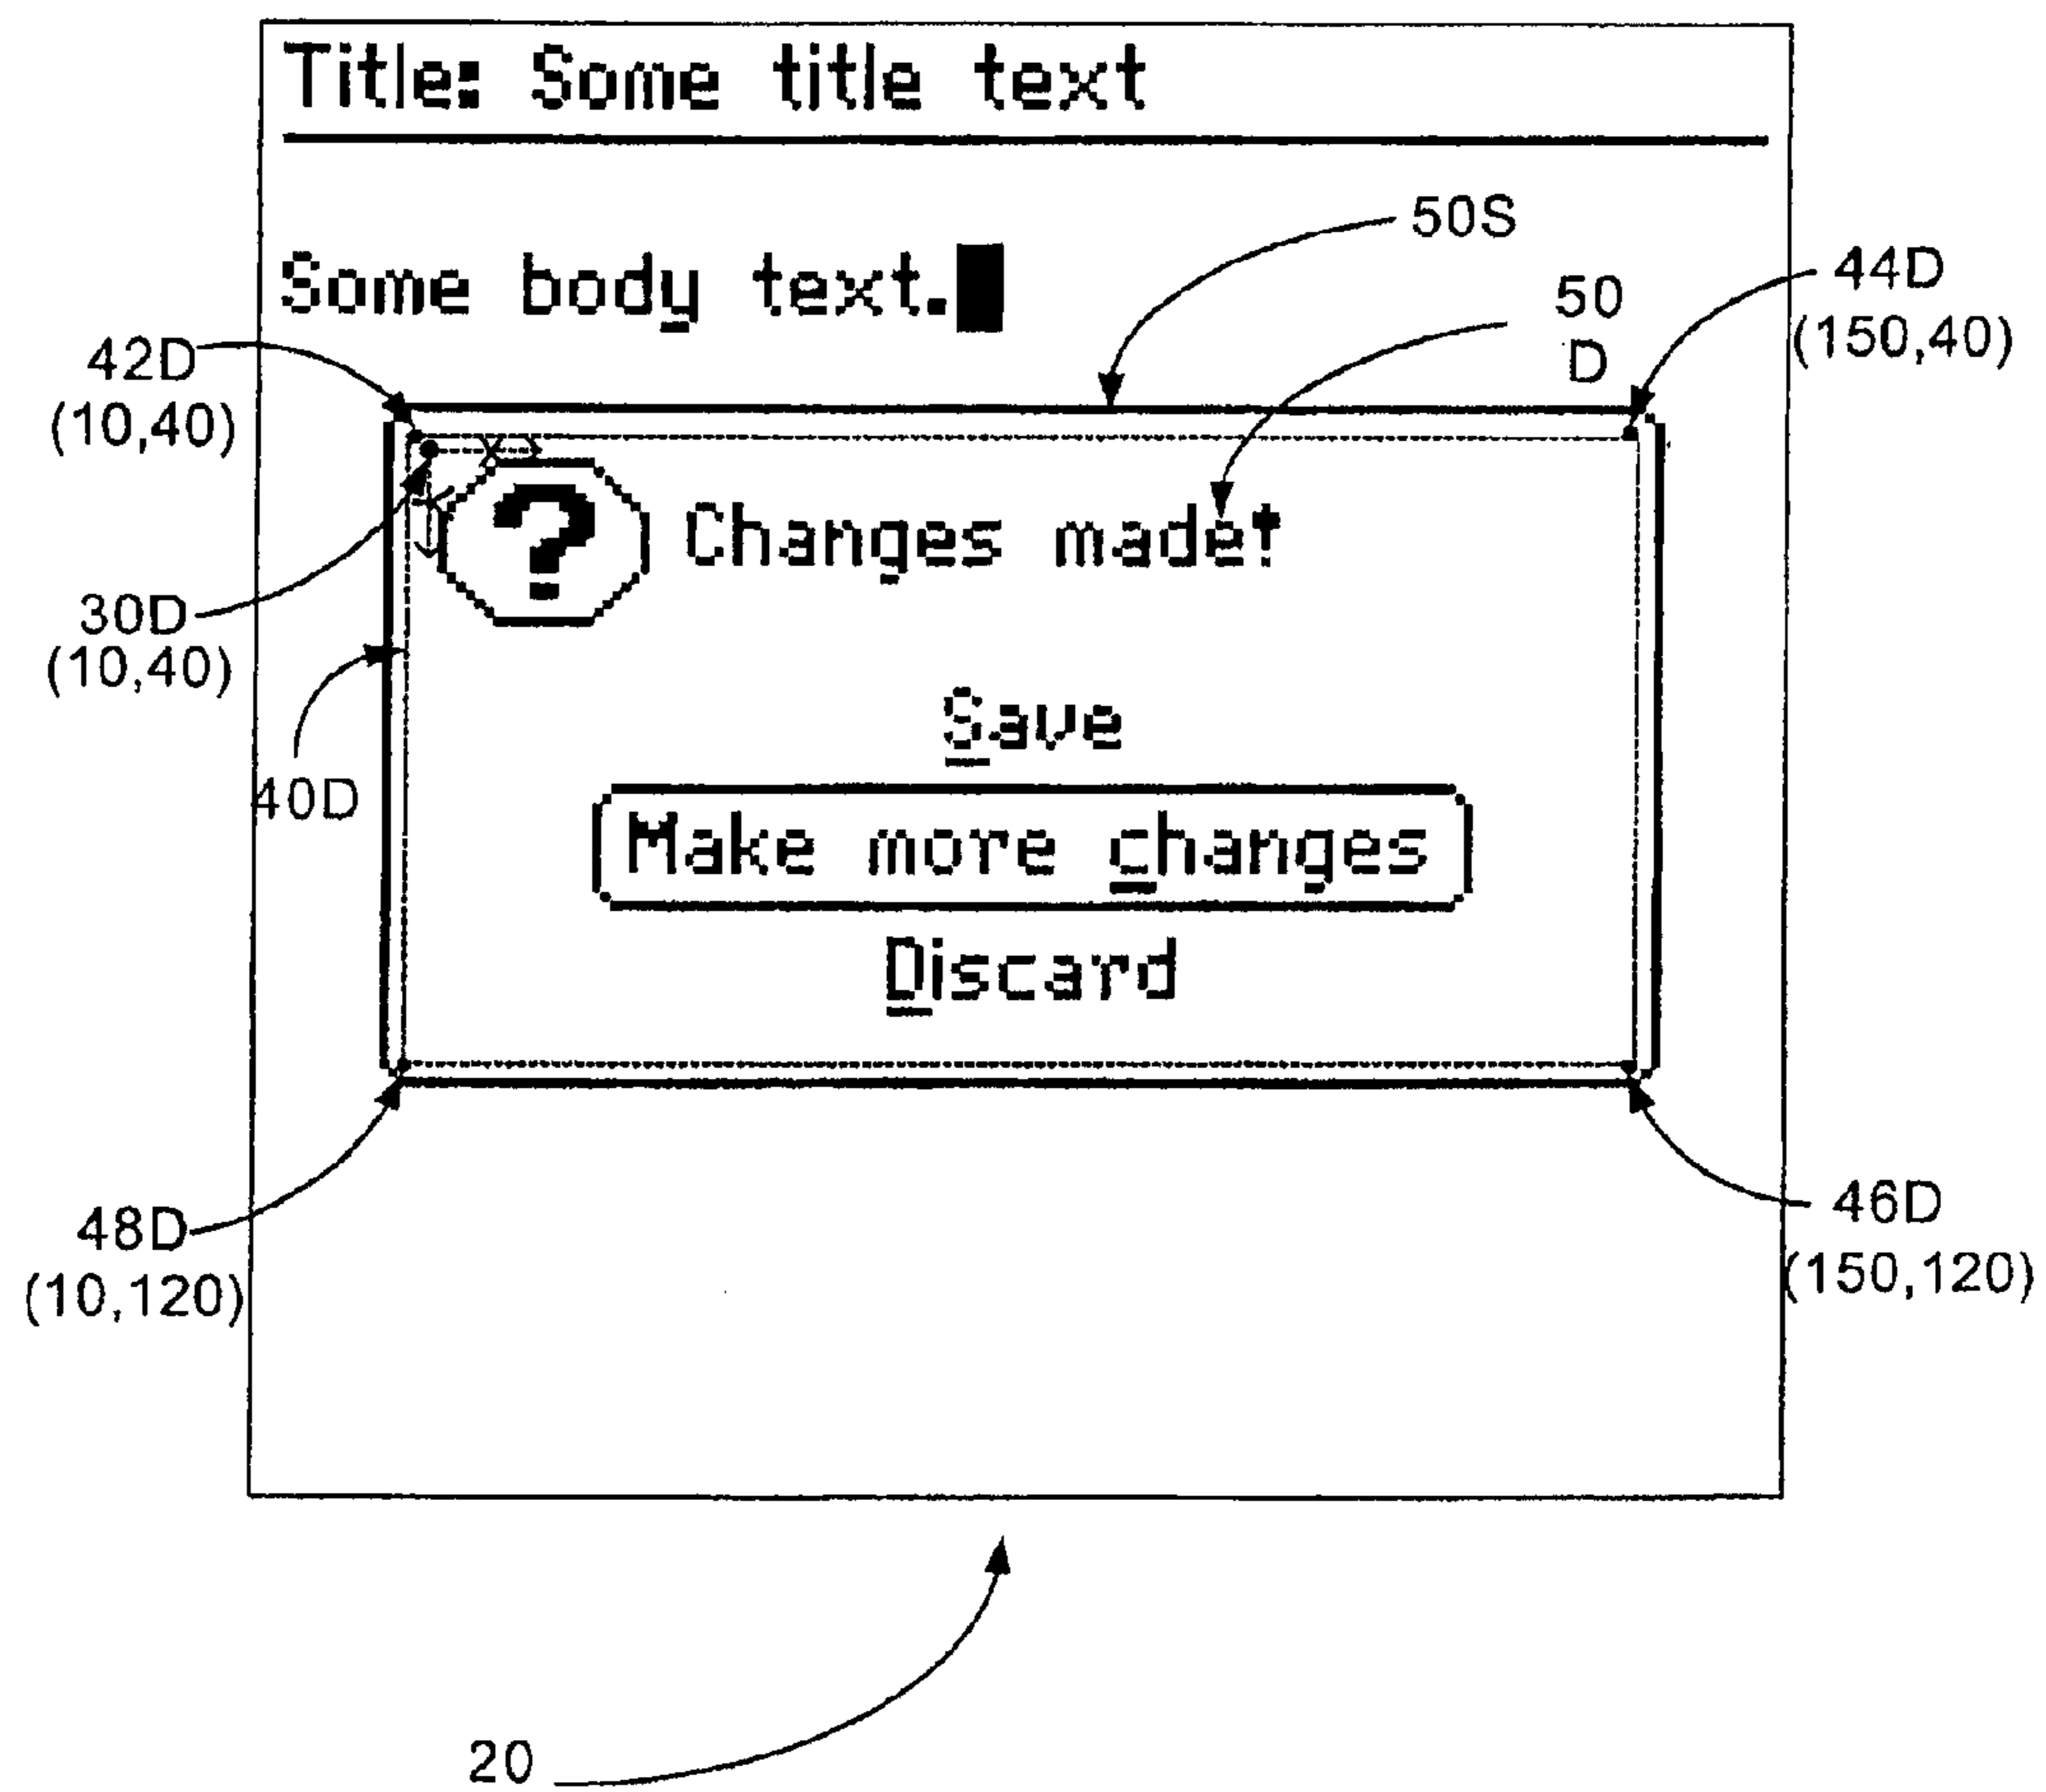 Title: Some title text
50S
44D
(150,40)
50
D
Some body text.
42D
(10,40)
? Changes made!
30D
(10,40)
Save
40D
Make more changes
Discard
48D
(10,120)
46D
(150,120)
20